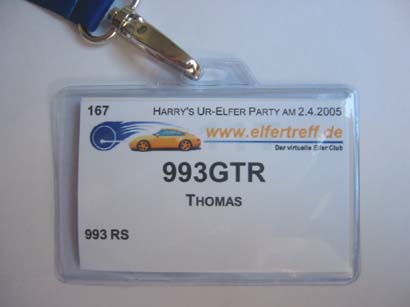 167 HARRY'S UR-ELFER PARTY AM 2.4.2005
www.elfertreff.de
Der virtuelle Elfer Club
993GTR
THOMAS
993 RS